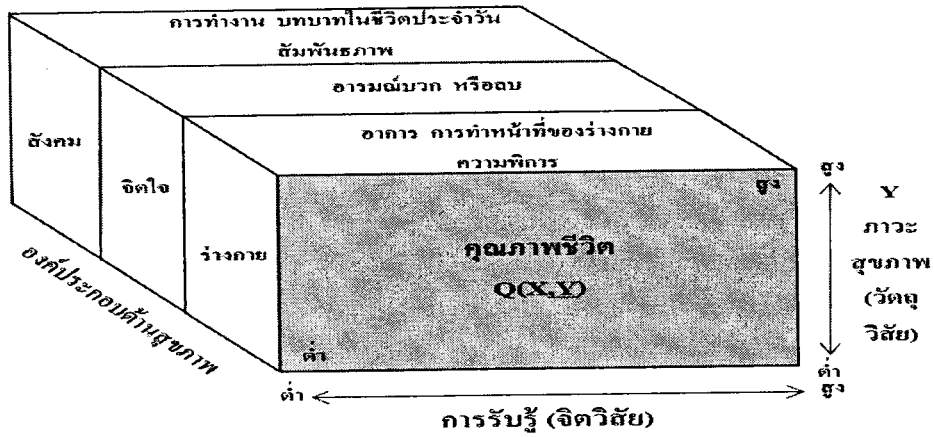 การทำงาน บทบาทในชีวิตประจำวัน
สัมพันธภาพ
อารมณ์บวก หรือลบ
อาการ การทำหน้าที่ของร่างกาย
ความพิการ
สังคม
จิตใจ
ร่างกาย
องค์ประกอบด้านสุขภาพ
สูง
คุณภาพชีวิต
Q(X,Y)
ต่ำ
สูง
Y
ภาวะ
สุขภาพ
(วัตถุ
วิสัย)
ต่ำ
ต่ำ
สูง
การรับรู้ (จิตวิสัย)